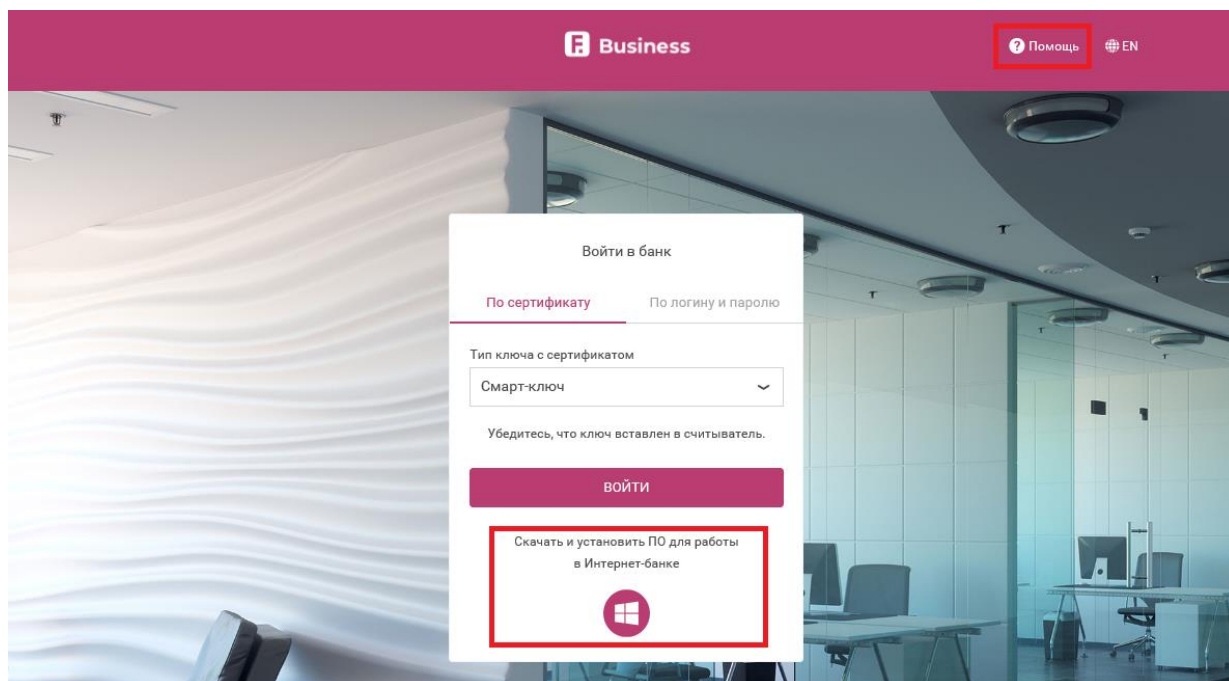 F. Business
? Помощь
EN
Войти в банк
По сертификату
По логину и паролю
Тип ключа с сертификатом
Смарт-ключ
Убедитесь, что ключ вставлен в считыватель.
ВОЙТИ
Скачать и установить ПО для работы
в Интернет-банке